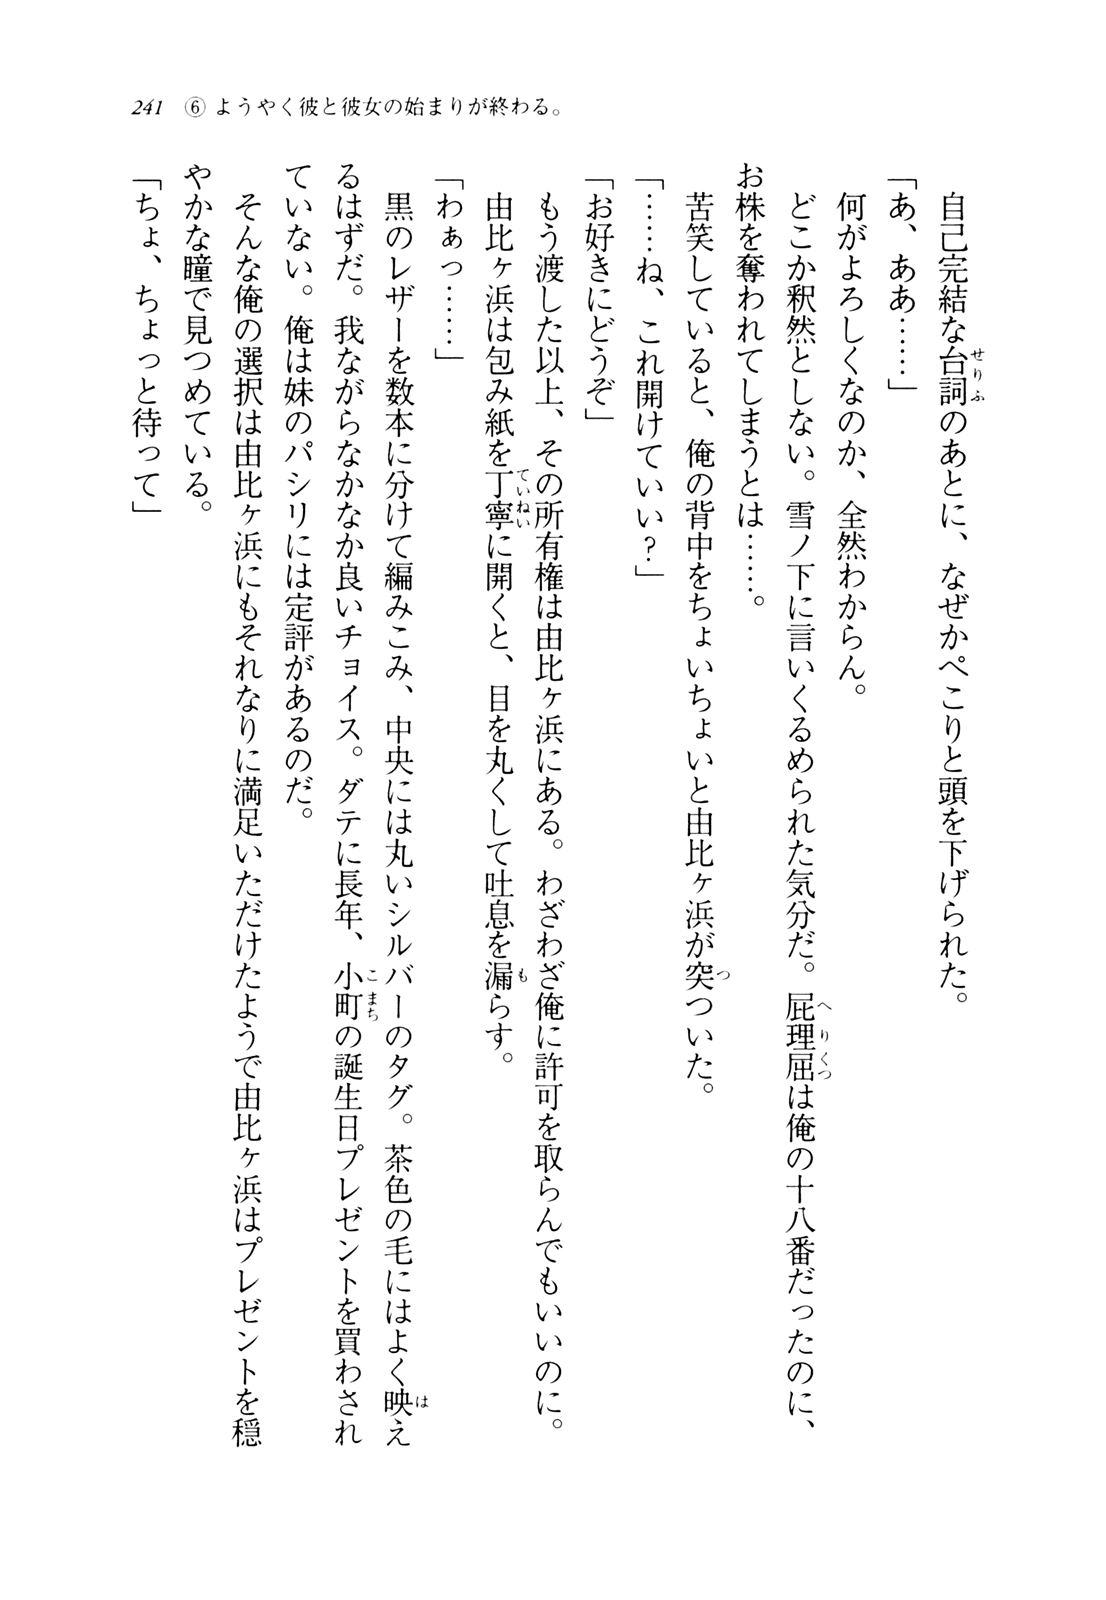 241 ⑥ ようやく彼と彼女の始まりが終わる。
　自己完結な台詞のあとに、なぜかぺこりと頭を下げられた。
せりふ
「あ、ああ……」
　何がよろしくなのか、全然わからん。
　どこか釈然としない。雪ノ下に言いくるめられた気分だ。屁理屈は俺の十八番だったのに、
へりくつ
お株を奪われてしまうとは……。
　苦笑していると、俺の背中をちょいちょいと由比ヶ浜が突ついた。
つ
「……ね、これ開けていい？」
「お好きにどうぞ」
　もう渡した以上、その所有権は由比ヶ浜にある。わざわざ俺に許可を取らんでもいいのに。
　由比ヶ浜は包み紙を丁寧に開くと、目を丸くして吐息を漏らす。
ていねい
も
「わぁっ……」
　黒のレザーを数本に分けて編みこみ、中央には丸いシルバーのタグ。茶色の毛にはよく映え
は
るはずだ。我ながらなかなか良いチョイス。ダテに長年、小町の誕生日プレゼントを買わされ
こまち
ていない。俺は妹のパシリには定評があるのだ。
　そんな俺の選択は由比ヶ浜にもそれなりに満足いただけたようで由比ヶ浜はプレゼントを穏
やかな瞳で見つめている。
「ちょ、ちょっと待って」